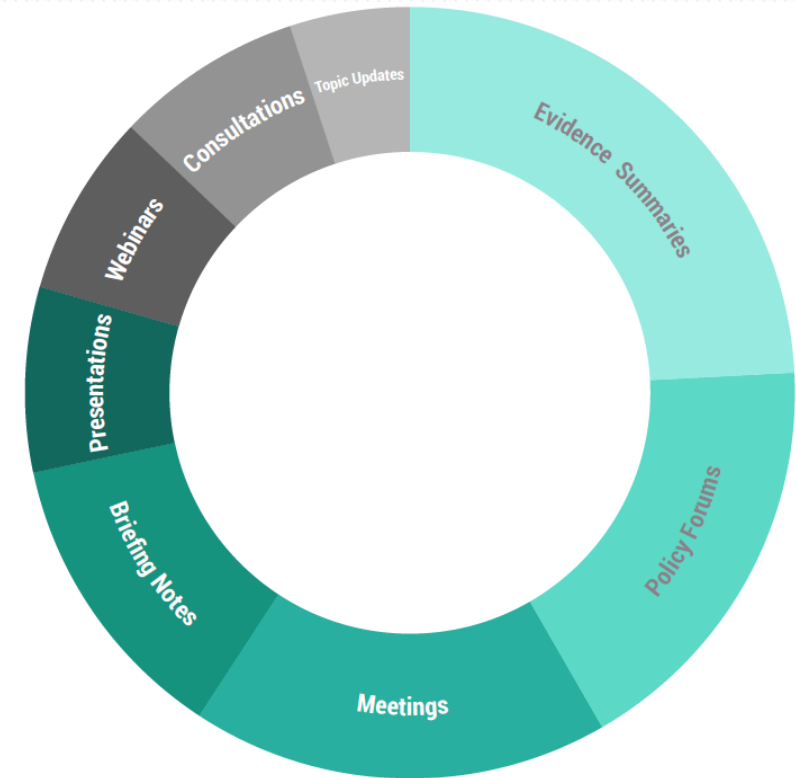 Evidence Summaries
Policy Forums
Meetings
Briefing Notes
Presentations
Webinars
Consultations
Topic Updates